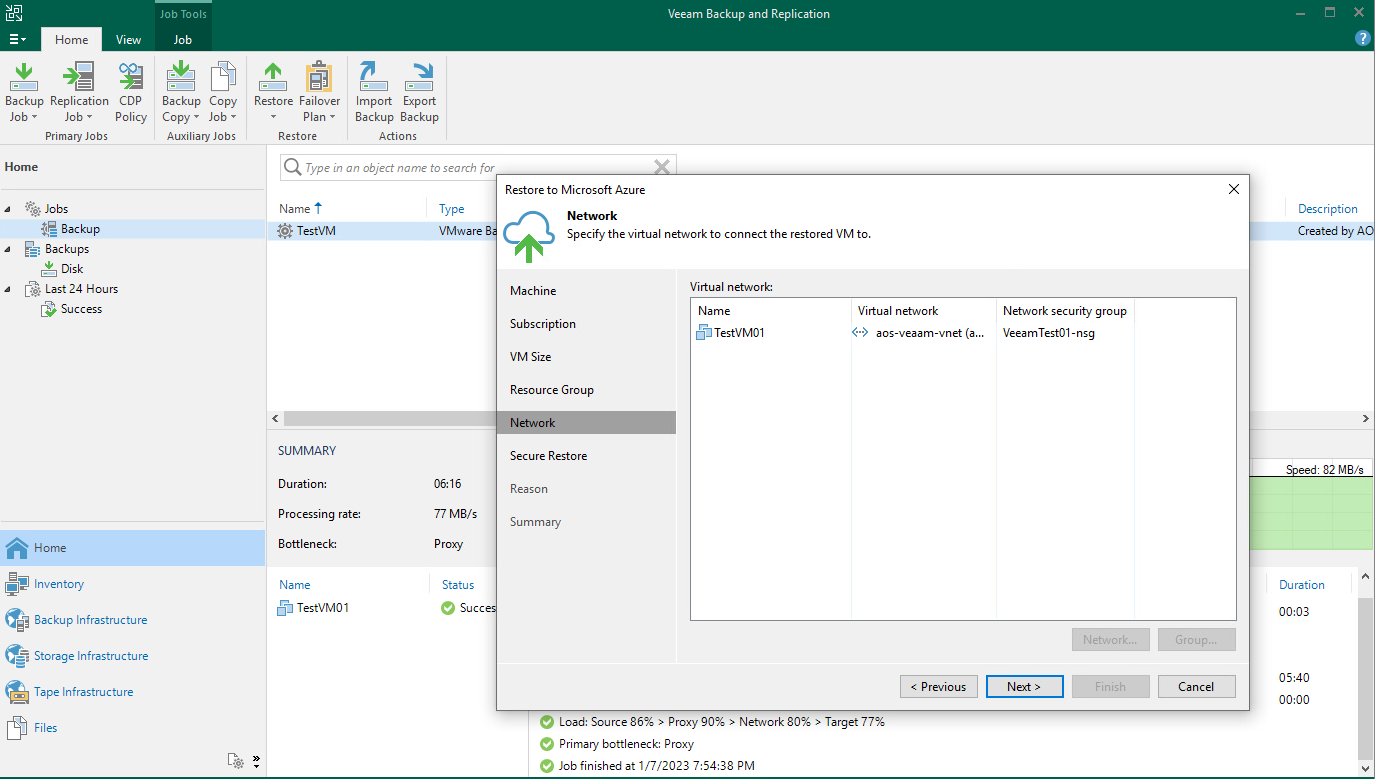 Job Tools
Veeam Backup and Replication
Home
View
Job
Backup Job
Replication Job
CDP Policy
Backup Copy
Copy Job
Restore
Failover Plan
Import Backup
Export Backup
Primary Jobs
Auxiliary Jobs
Restore
Actions
Home
Type in an object name to search for
Jobs
Backup
Backups
Disk
Last 24 Hours
Success
Name
Type
Description
TestVM
VMware Ba
Created by AO
Restore to Microsoft Azure
Network
Specify the virtual network to connect the restored VM to.
Machine
Subscription
VM Size
Resource Group
Network
Secure Restore
Reason
Summary
Virtual network:
Name
Virtual network
Network security group
TestVM01
aos-veaam-vnet (a...
VeeamTest01-nsg
Network...
Group...
< Previous
Next >
Finish
Cancel
SUMMARY
Duration:
06:16
Processing rate:
77 MB/s
Bottleneck:
Proxy
Speed: 82 MB/s
Home
Inventory
Backup Infrastructure
Storage Infrastructure
Tape Infrastructure
Files
Name
Status
TestVM01
Succes
Duration
00:03
05:40
00:00
Load: Source 86% > Proxy 90% > Network 80% > Target 77%
Primary bottleneck: Proxy
Job finished at 1/7/2023 7:54:38 PM